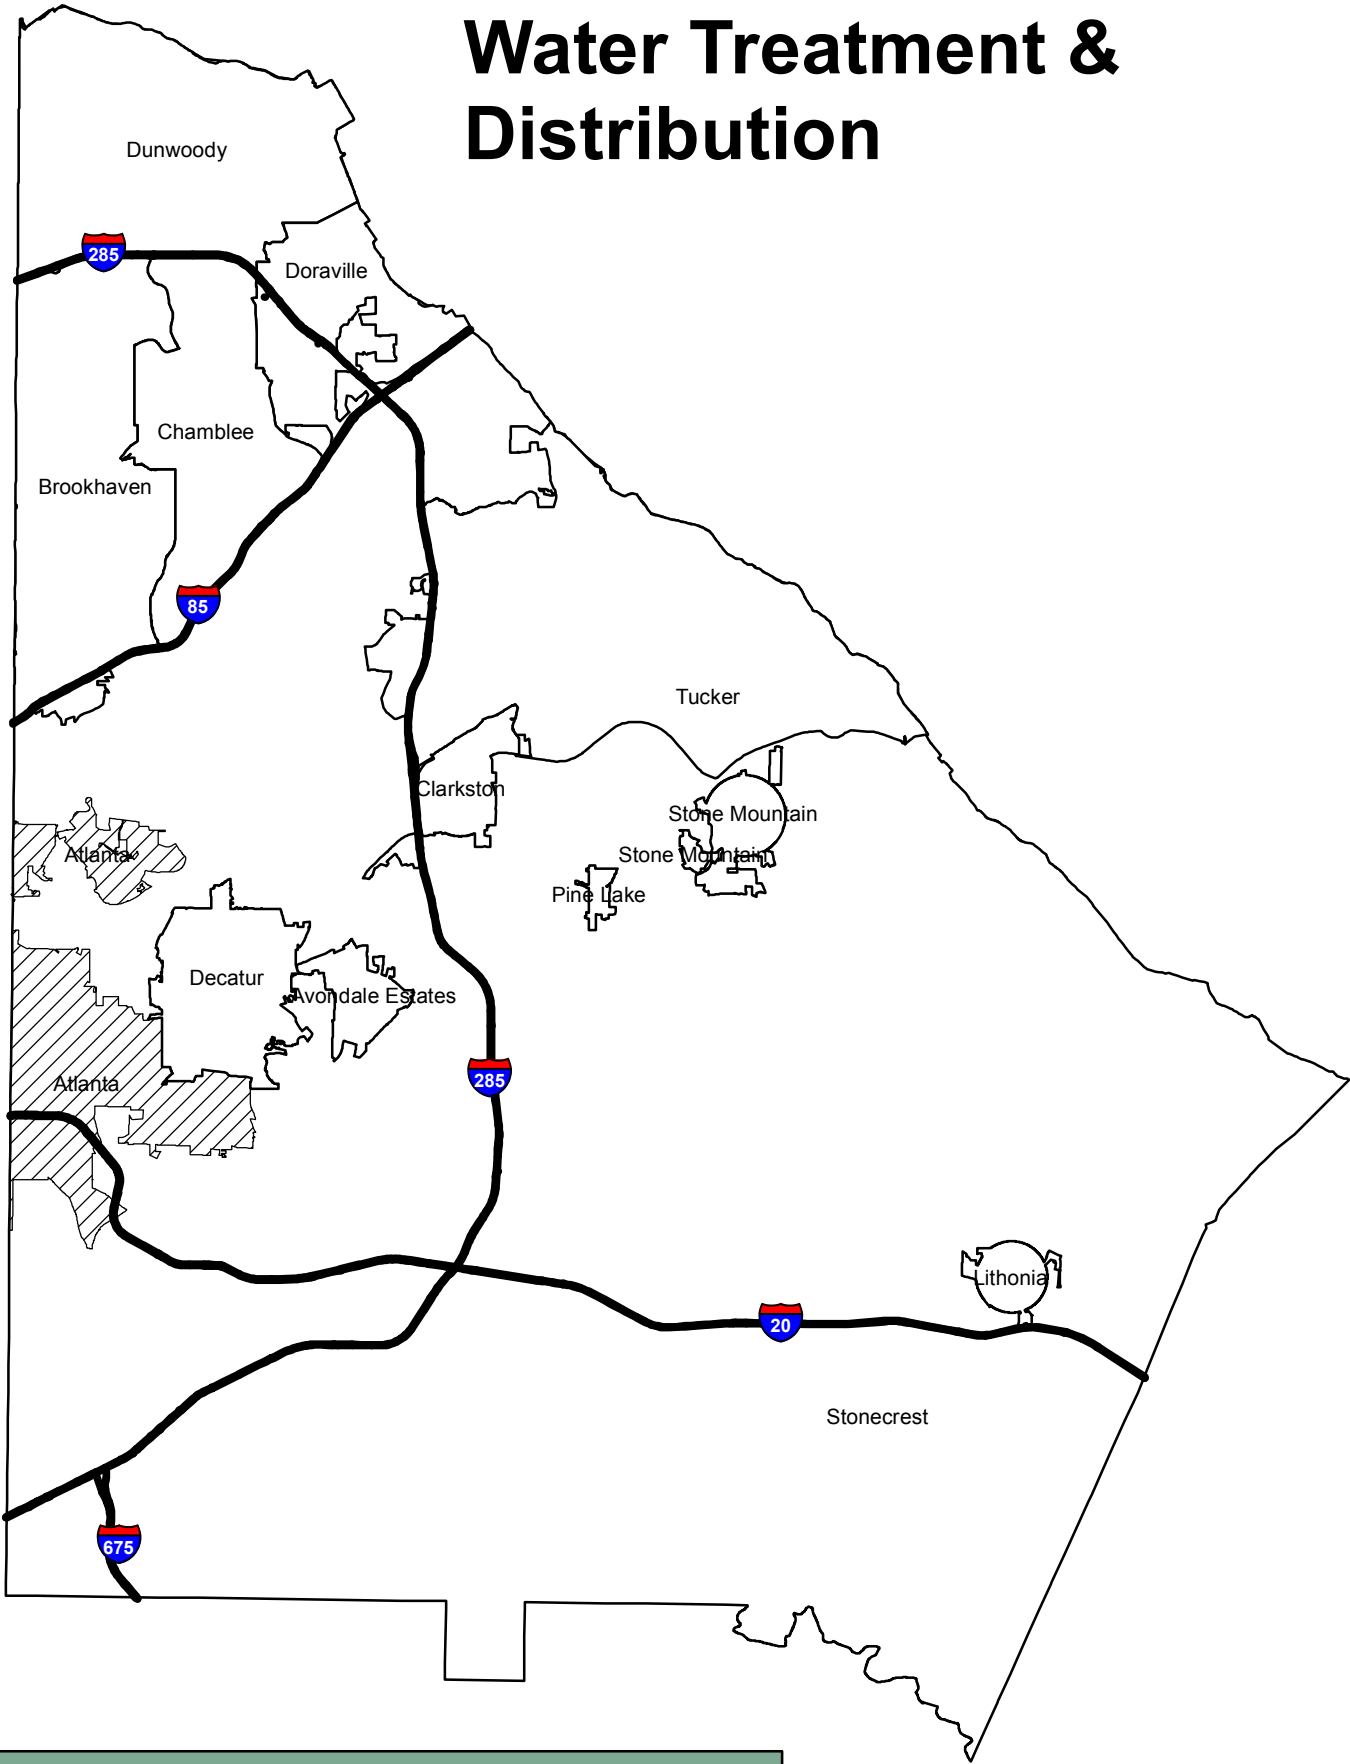 Water Treatment &
Distribution
Dunwoody
285
Doraville
Chamblee
Brookhaven
85
Tucker
Clarkston
Stone Mountain
Atlanta
Stone Mountain
Pine Lake
Decatur
Avondale Estates
285
Atlanta
Lithonia
20
Stonecrest
675